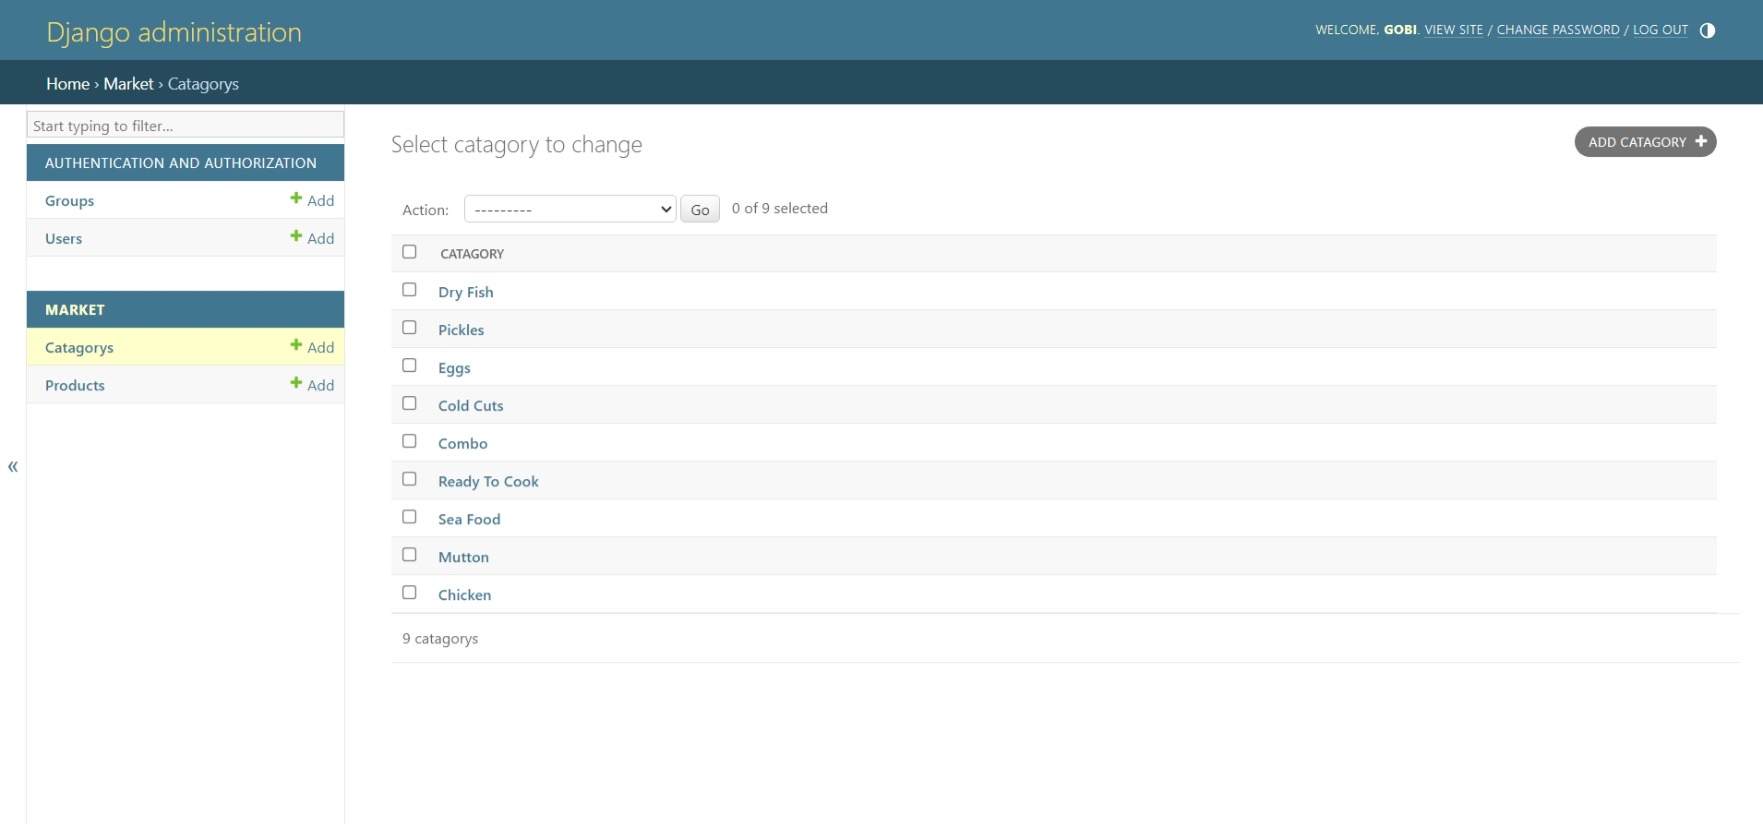 Django administration
WELCOME, GOBI. VIEW SITE / CHANGE PASSWORD / LOG OUT
Home › Market › Catagorys
Start typing to filter...
AUTHENTICATION AND AUTHORIZATION
Groups + Add
Users + Add
MARKET
Catagorys + Add
Products + Add
«
Select catagory to change
ADD CATAGORY +
Action: --------- Go 0 of 9 selected
CATAGORY
Dry Fish
Pickles
Eggs
Cold Cuts
Combo
Ready To Cook
Sea Food
Mutton
Chicken
9 catagorys